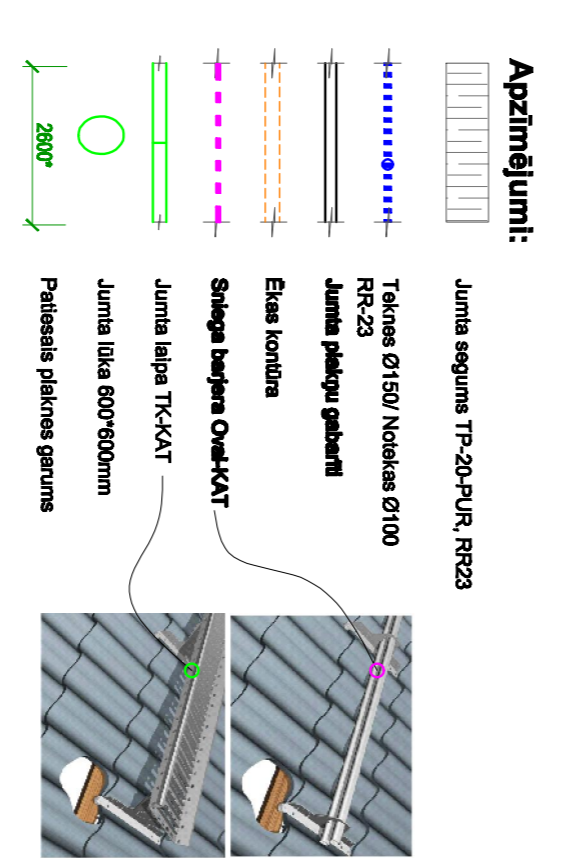 Apzīmējumi:
Jumta segums TP-20-PUR, RR23
Teknes Ø150/ Notekas Ø100
RR-23
Jumta plakņu gabarīti
Ēkas kontūra
Sniega barjera Oval-KAT
Jumta laipa TK-KAT
Jumta lūka 600*600mm
2600*
Patiesais plaknes garums